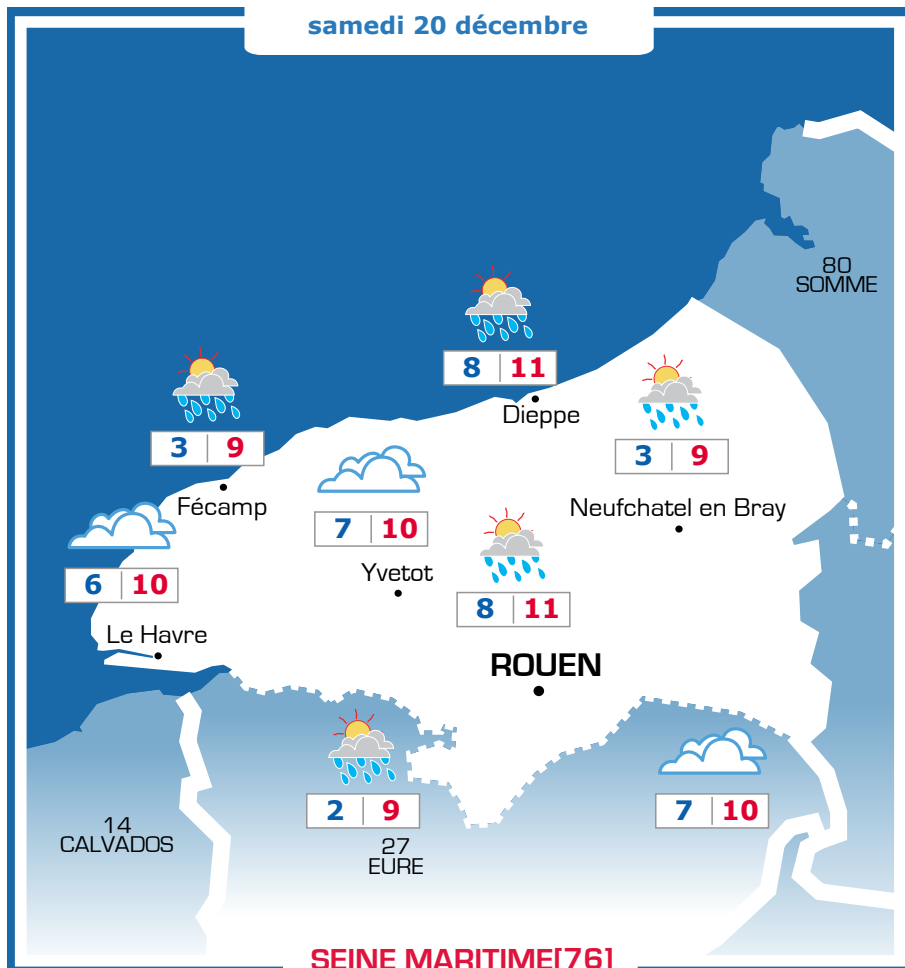 samedi 20 décembre
80
SOMME
8 11
Dieppe
3 9
Fécamp
3 9
Neufchatel en Bray
7 10
Yvetot
6 10
Le Havre
8 11
ROUEN
2 9
7 10
14
CALVADOS
27
EURE
SEINE MARITIME[76]